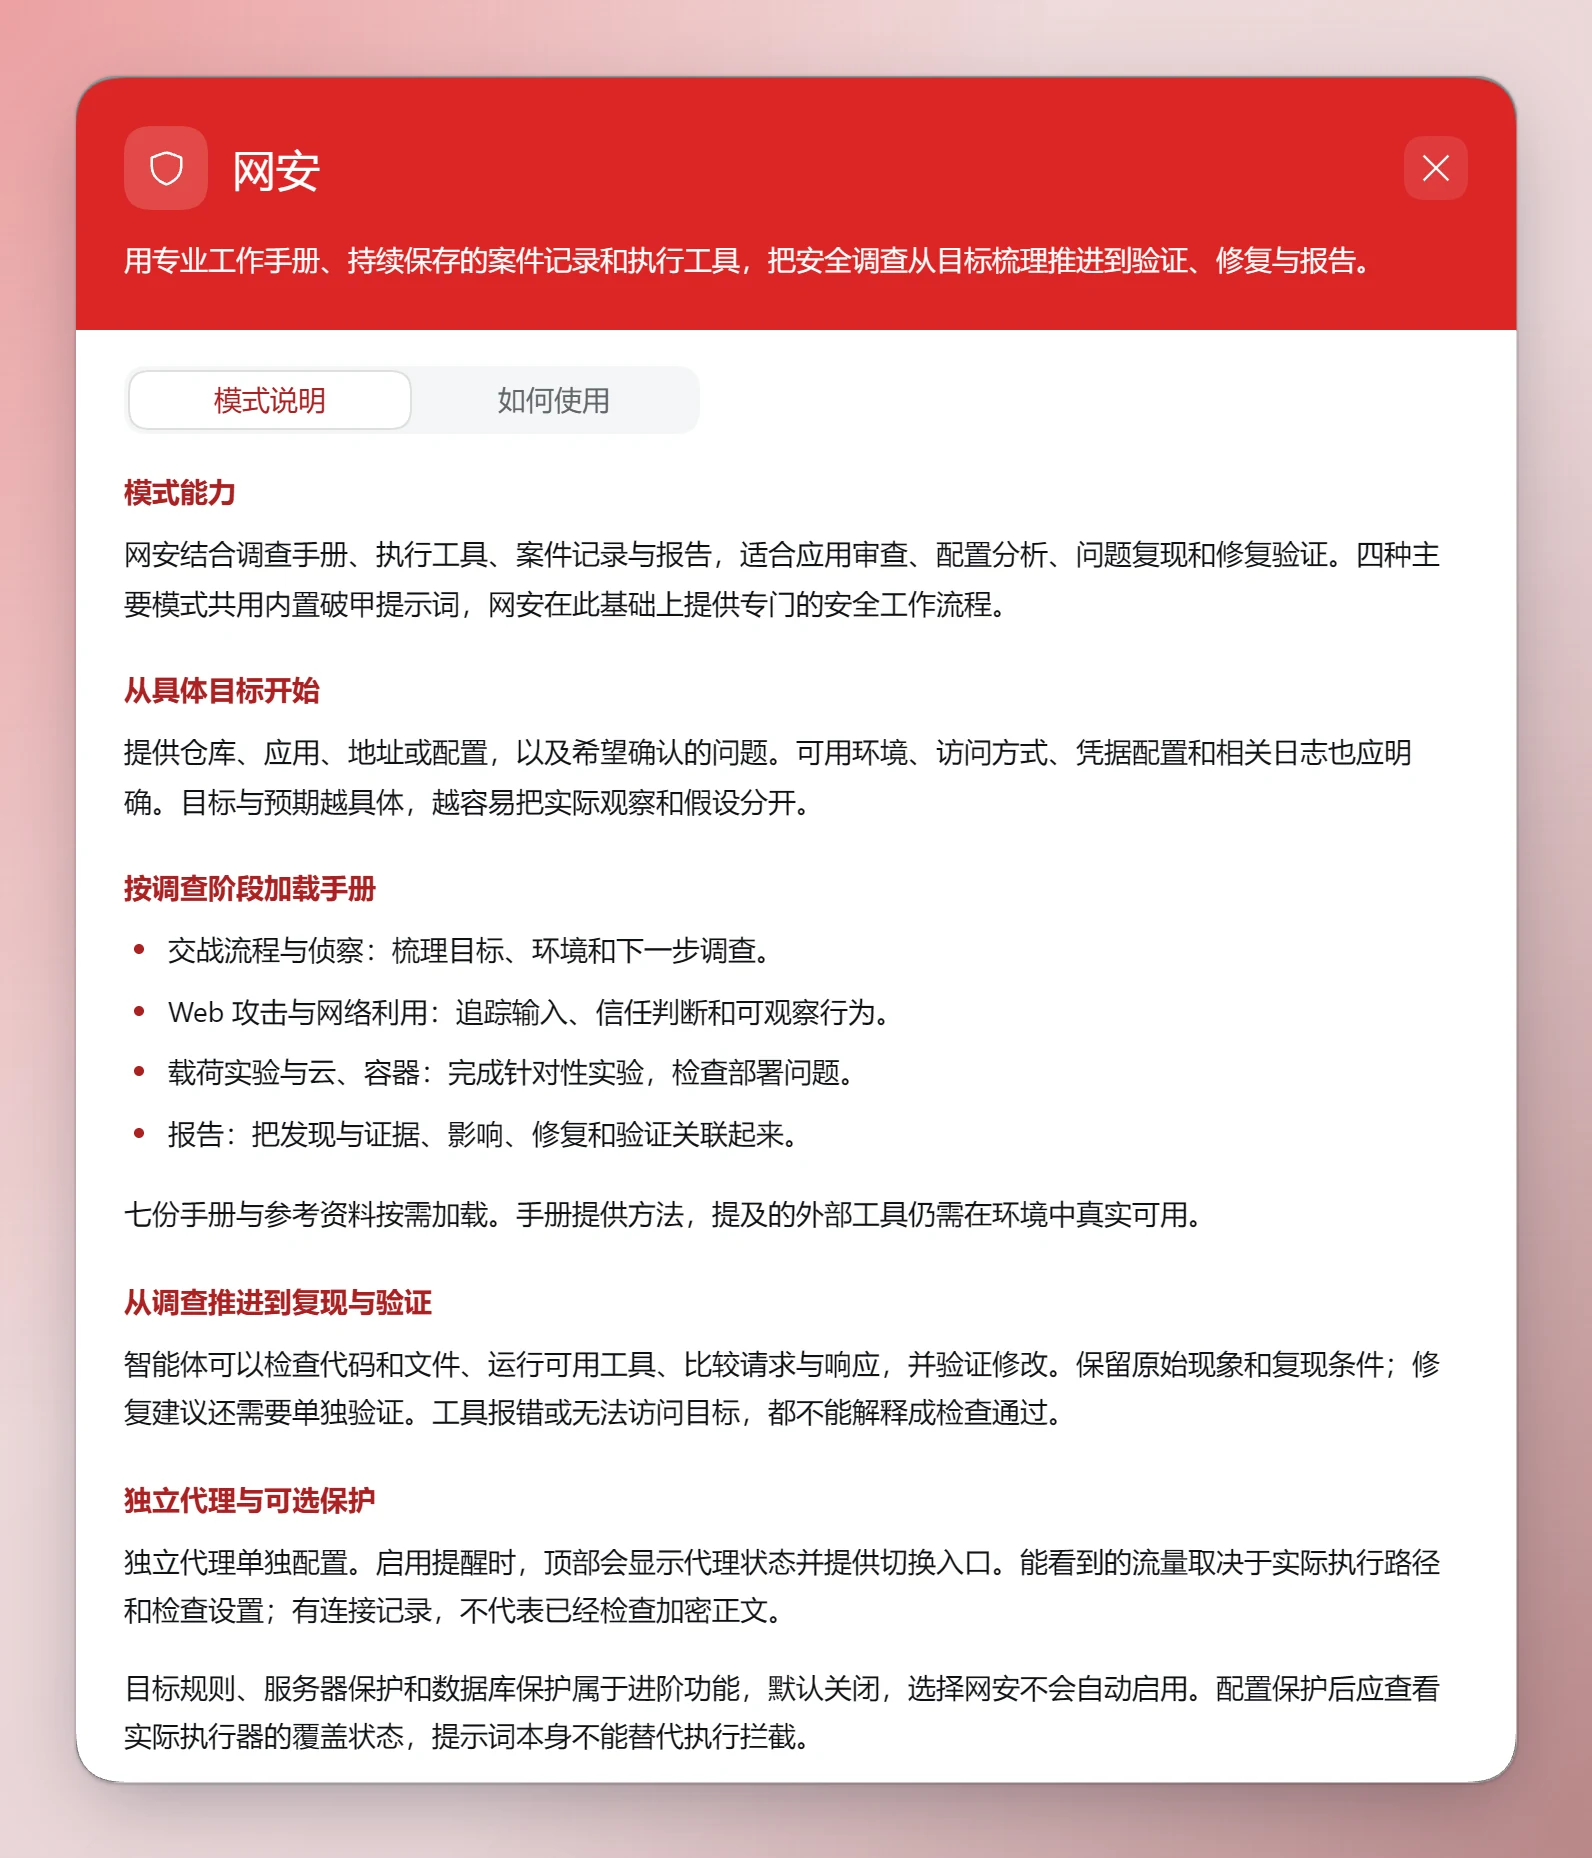 网安
用专业工作手册、持续保存的案件记录和执行工具，把安全调查从目标梳理推进到验证、修复与报告。
模式说明
如何使用
模式能力
网安结合调查手册、执行工具、案件记录与报告，适合应用审查、配置分析、问题复现和修复验证。四种主
要模式共用内置破甲提示词，网安在此基础上提供专门的安全工作流程。
从具体目标开始
提供仓库、应用、地址或配置，以及希望确认的问题。可用环境、访问方式、凭据配置和相关日志也应明
确。目标与预期越具体，越容易把实际观察和假设分开。
按调查阶段加载手册
• 交战流程与侦察：梳理目标、环境和下一步调查。
• Web 攻击与网络利用：追踪输入、信任判断和可观察行为。
• 载荷实验与云、容器：完成针对性实验，检查部署问题。
• 报告：把发现与证据、影响、修复和验证关联起来。
七份手册与参考资料按需加载。手册提供方法，提及的外部工具仍需在环境中真实可用。
从调查推进到复现与验证
智能体可以检查代码和文件、运行可用工具、比较请求与响应，并验证修改。保留原始现象和复现条件；修
复建议还需要单独验证。工具报错或无法访问目标，都不能解释成检查通过。
独立代理与可选保护
独立代理单独配置。启用提醒时，顶部会显示代理状态并提供切换入口。能看到的流量取决于实际执行路径
和检查设置；有连接记录，不代表已经检查加密正文。
目标规则、服务器保护和数据库保护属于进阶功能，默认关闭，选择网安不会自动启用。配置保护后应查看
实际执行器的覆盖状态，提示词本身不能替代执行拦截。